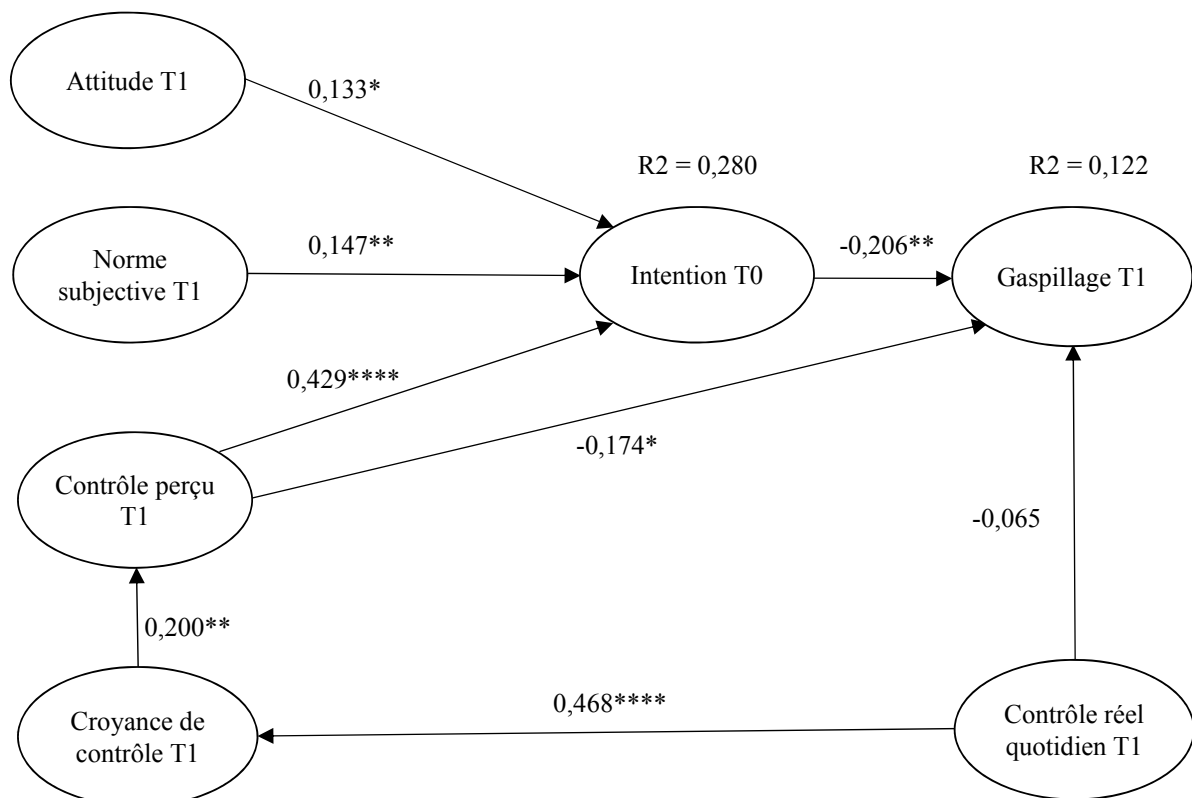 Attitude T1
0,133*
R2 = 0,280
R2 = 0,122
Norme
subjective T1
0,147**
Intention T0
-0,206**
Gaspillage T1
0,429****
-0,174*
Contrôle perçu
T1
-0,065
0,200**
Croyance de
contrôle T1
0,468****
Contrôle réel
quotidien T1